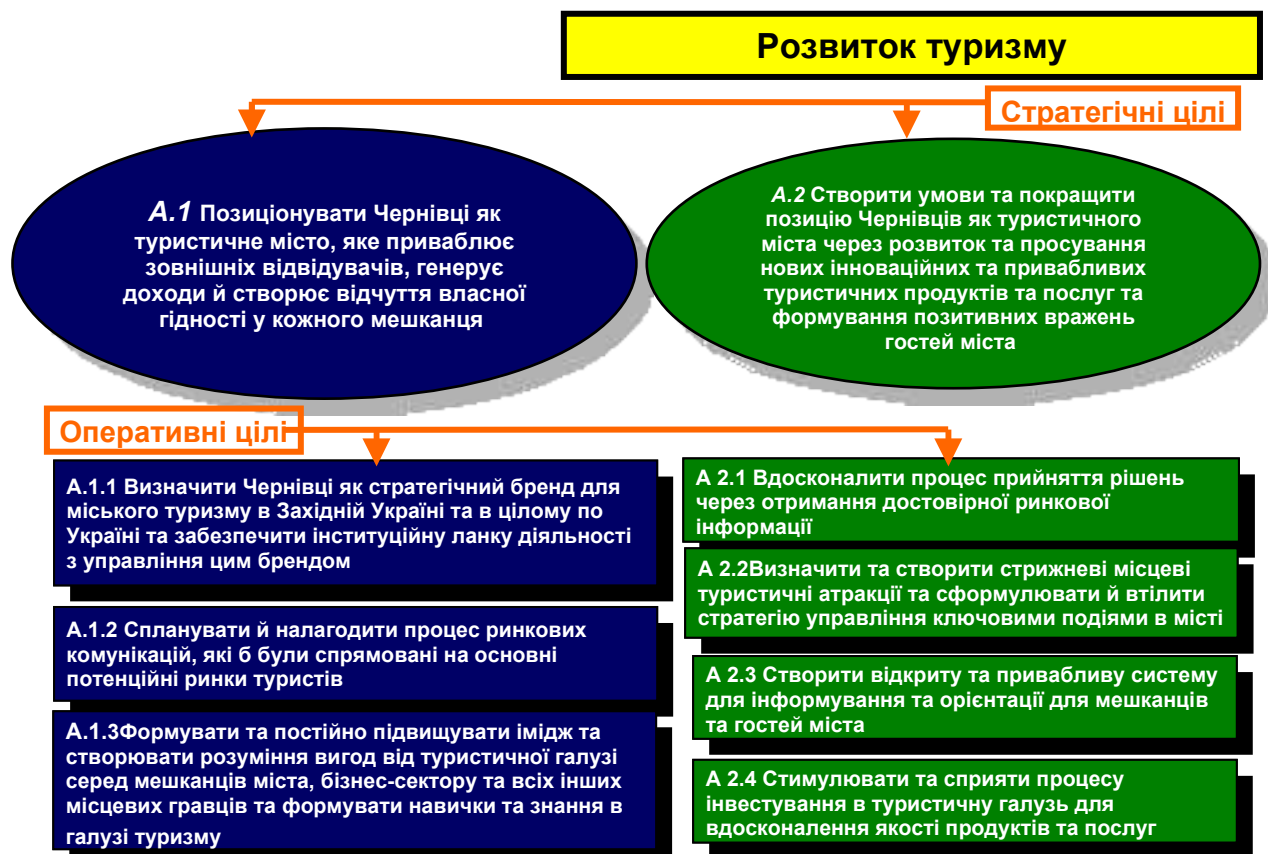 Розвиток туризму
Стратегічні цілі
А.1 Позиціонувати Чернівці як
туристичне місто, яке приваблює
зовнішніх відвідувачів, генерує
доходи й створює відчуття власної
гідності у кожного мешканця
А.2 Створити умови та покращити
позицію Чернівців як туристичного
міста через розвиток та просування
нових інноваційних та привабливих
туристичних продуктів та послуг та
формування позитивних вражень
гостей міста
Оперативні цілі
А.1.1 Визначити Чернівці як стратегічний бренд для
міського туризму в Західній Україні та в цілому по
Україні та забезпечити інституційну ланку діяльності
з управління цим брендом
А.1.2 Спланувати й налагодити процес ринкових
комунікацій, які б були спрямовані на основні
потенційні ринки туристів
А.1.3Формувати та постійно підвищувати імідж та
створювати розуміння вигод від туристичної галузі
серед мешканців міста, бізнес-сектору та всіх інших
місцевих гравців та формувати навички та знання в
галузі туризму
А 2.1 Вдосконалити процес прийняття рішень
через отримання достовірної ринкової
інформації
А 2.2Визначити та створити стрижневі місцеві
туристичні атракції та сформулювати й втілити
стратегію управління ключовими подіями в місті
А 2.3 Створити відкриту та привабливу систему
для інформування та орієнтації для мешканців
та гостей міста
А 2.4 Стимулювати та сприяти процесу
інвестування в туристичну галузь для
вдосконалення якості продуктів та послуг